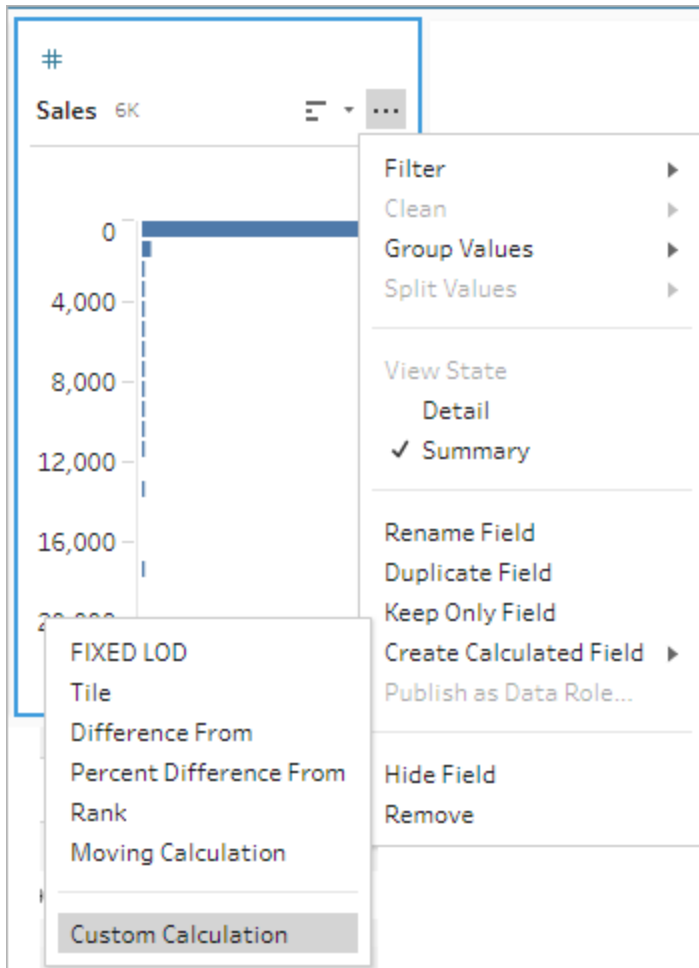 #
Sales 6K
...
0
4,000
8,000
12,000
16,000
Filter
Clean
Group Values
Split Values
View State
Detail
✓ Summary
Rename Field
Duplicate Field
Keep Only Field
Create Calculated Field
Publish as Data Role...
Hide Field
Remove
FIXED LOD
Tile
Difference From
Percent Difference From
Rank
Moving Calculation
Custom Calculation